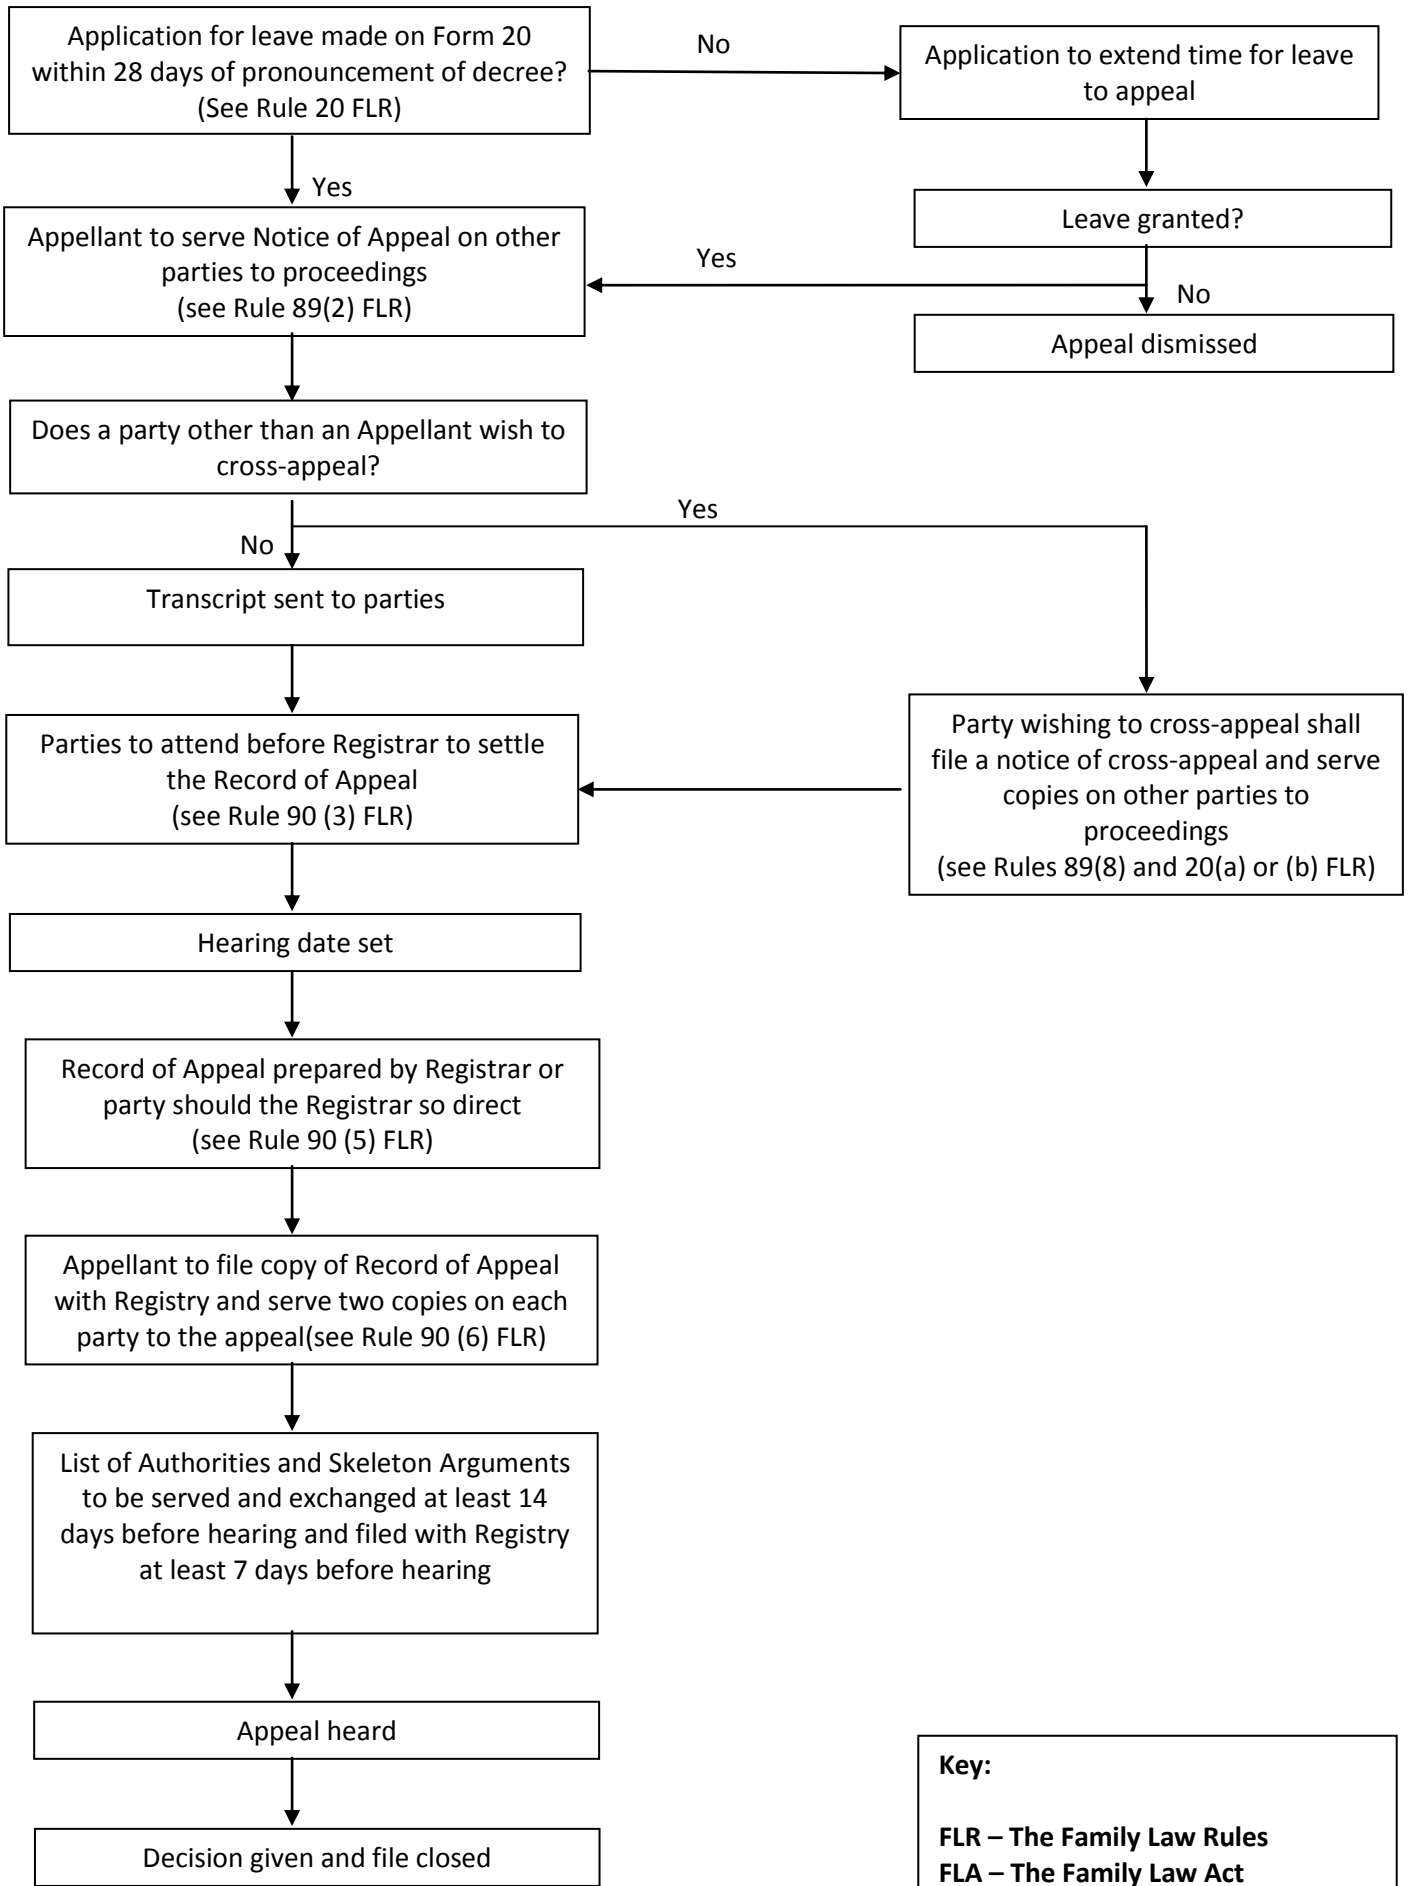 Application for leave made on Form 20
within 28 days of pronouncement of decree?
(See Rule 20 FLR)
No
Application to extend time for leave
to appeal
Yes
Leave granted?
Appellant to serve Notice of Appeal on other
parties to proceedings
(see Rule 89(2) FLR)
Yes
No
Appeal dismissed
Does a party other than an Appellant wish to
cross-appeal?
Yes
No
Transcript sent to parties
Parties to attend before Registrar to settle
the Record of Appeal
(see Rule 90 (3) FLR)
Party wishing to cross-appeal shall
file a notice of cross-appeal and serve
copies on other parties to
proceedings
(see Rules 89(8) and 20(a) or (b) FLR)
Hearing date set
Record of Appeal prepared by Registrar or
party should the Registrar so direct
(see Rule 90 (5) FLR)
Appellant to file copy of Record of Appeal
with Registry and serve two copies on each
party to the appeal(see Rule 90 (6) FLR)
List of Authorities and Skeleton Arguments
to be served and exchanged at least 14
days before hearing and filed with Registry
at least 7 days before hearing
Appeal heard
Decision given and file closed
Key:
FLR – The Family Law Rules
FLA – The Family Law Act